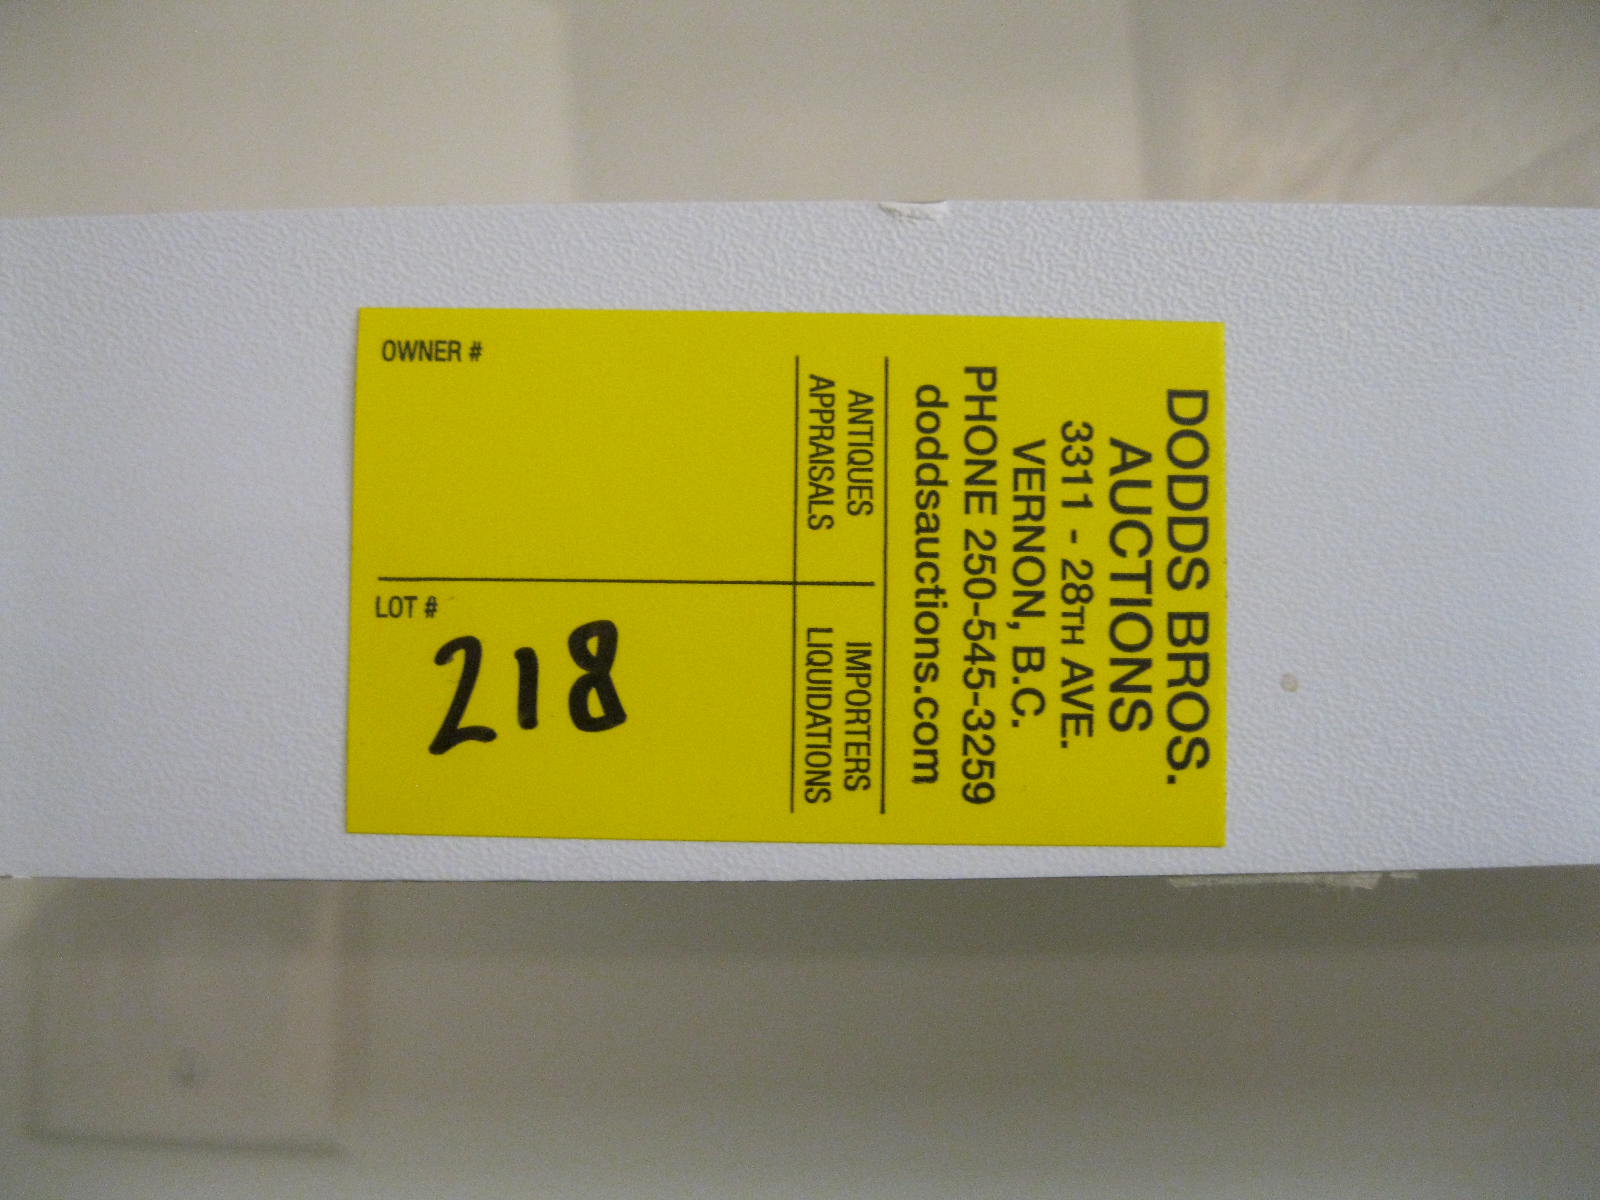 DODDS BROS.
AUCTIONS
3311 - 28TH AVE.
VERNON, B.C.
PHONE 250-545-3259
doddsauctions.com
ANTIQUES
APPRAISALS
IMPORTERS
LIQUIDATIONS
OWNER #
LOT #
218